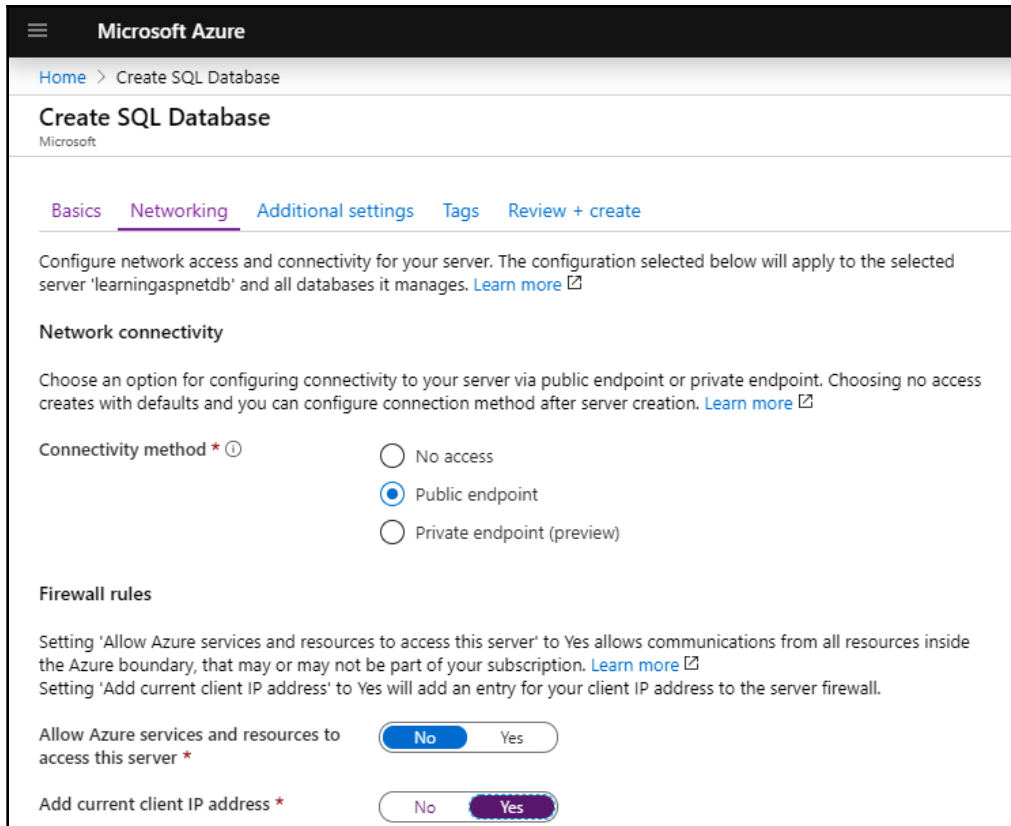 Microsoft Azure
Home > Create SQL Database
Create SQL Database
Microsoft
Basics Networking Additional settings Tags Review + create
Configure network access and connectivity for your server. The configuration selected below will apply to the selected
server 'learningaspnetdb' and all databases it manages. Learn more
Network connectivity
Choose an option for configuring connectivity to your server via public endpoint or private endpoint. Choosing no access
creates with defaults and you can configure connection method after server creation. Learn more
Connectivity method *
No access
Public endpoint
Private endpoint (preview)
Firewall rules
Setting 'Allow Azure services and resources to access this server' to Yes allows communications from all resources inside
the Azure boundary, that may or may not be part of your subscription. Learn more
Setting 'Add current client IP address' to Yes will add an entry for your client IP address to the server firewall.
Allow Azure services and resources to
access this server *
No Yes
Add current client IP address *
No Yes